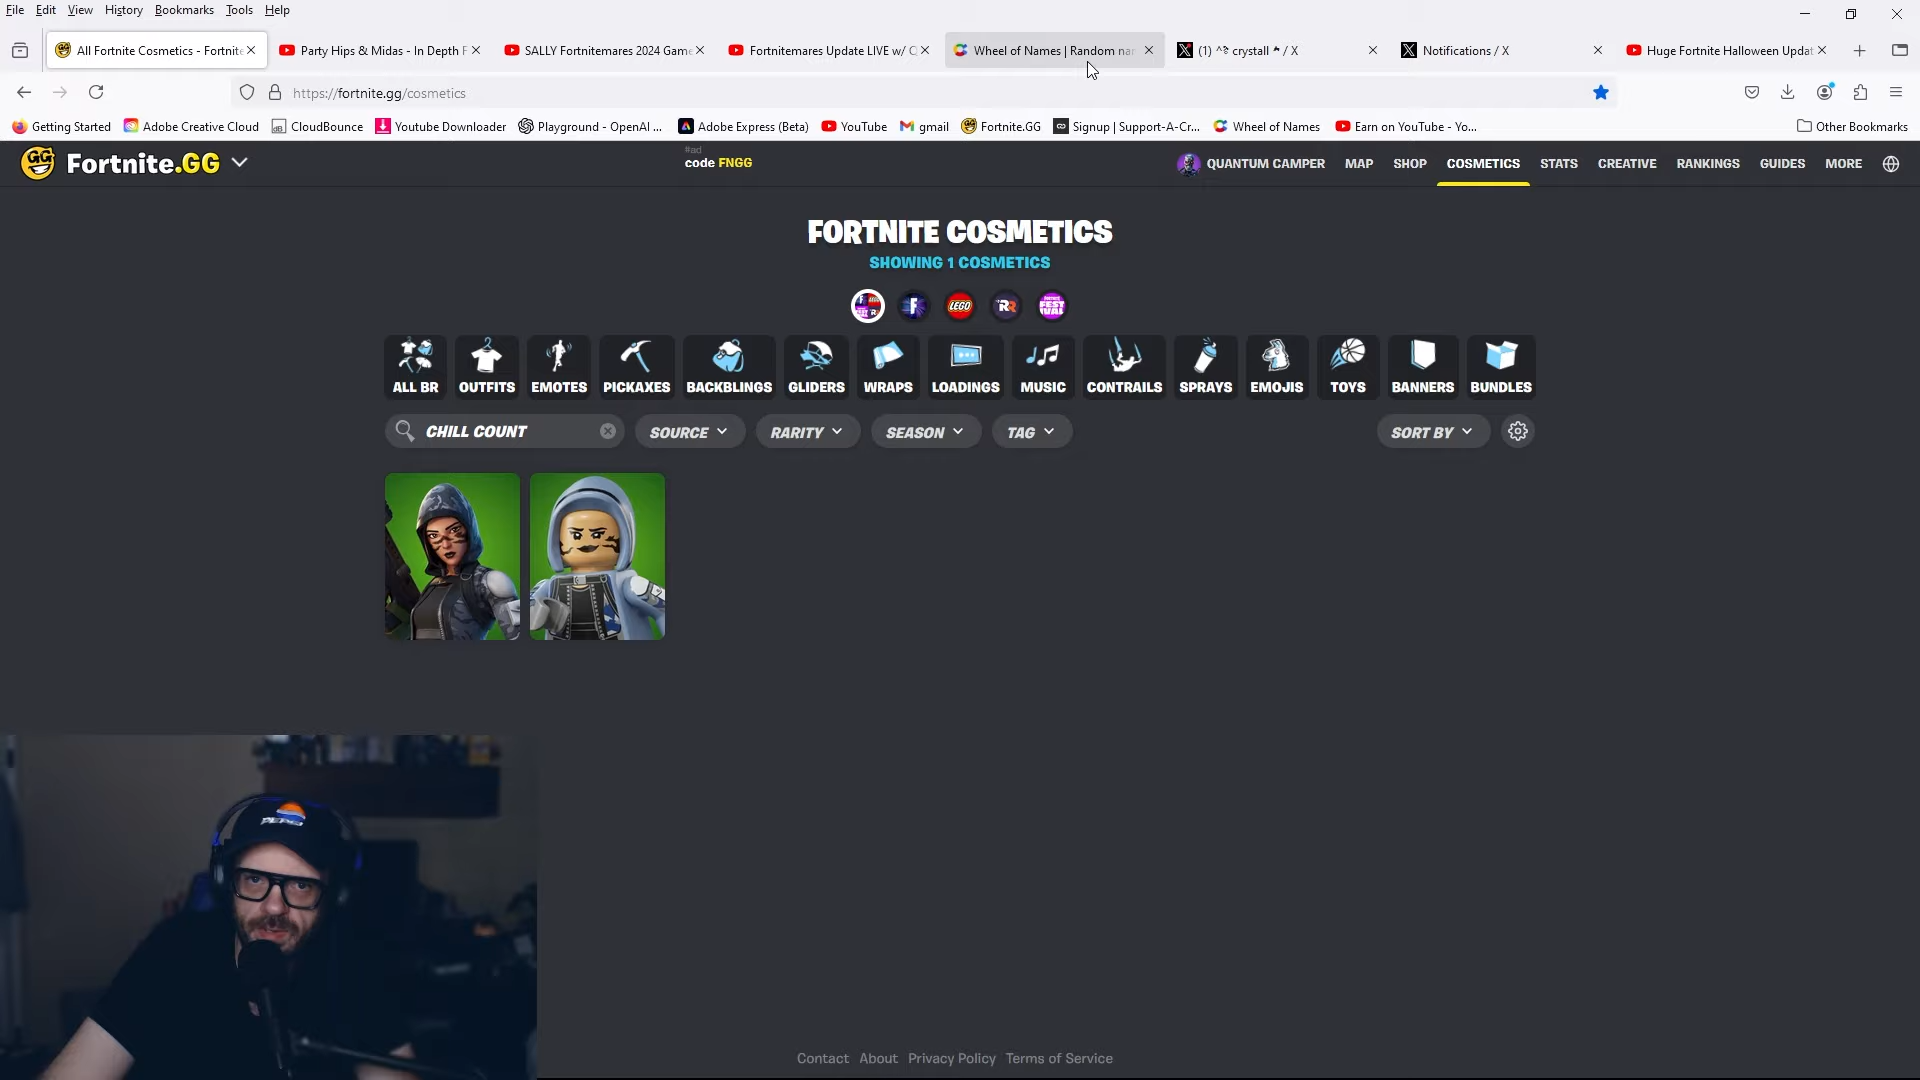 File Edit View History Bookmarks Tools Help
All Fortnite Cosmetics - Fortnite
Party Hips & Midas - In Depth F
SALLY Fortnitemares 2024 Game
Fortnitemares Update LIVE w/ C
Wheel of Names | Random na
(1) ^? crystall / X
Notifications / X
Huge Fortnite Halloween Updat
https://fortnite.gg/cosmetics
Getting Started
Adobe Creative Cloud
CloudBounce
Youtube Downloader
Playground - OpenAI ...
Adobe Express (Beta)
YouTube
gmail
Fortnite.GG
Signup | Support-A-Cr...
Wheel of Names
Earn on YouTube - Yo...
Other Bookmarks
GG Fortnite.GG
#ad
code FNGG
QUANTUM CAMPER MAP SHOP COSMETICS STATS CREATIVE RANKINGS GUIDES MORE
FORTNITE COSMETICS
SHOWING 1 COSMETICS
F LEGO RR FESTIVAL
ALL BR OUTFITS EMOTES PICKAXES BACKBLINGS GLIDERS WRAPS LOADINGS MUSIC CONTRAILS SPRAYS EMOJIS TOYS BANNERS BUNDLES
CHILL COUNT SOURCE RARITY SEASON TAG SORT BY
PEPSI
Contact About Privacy Policy Terms of Service